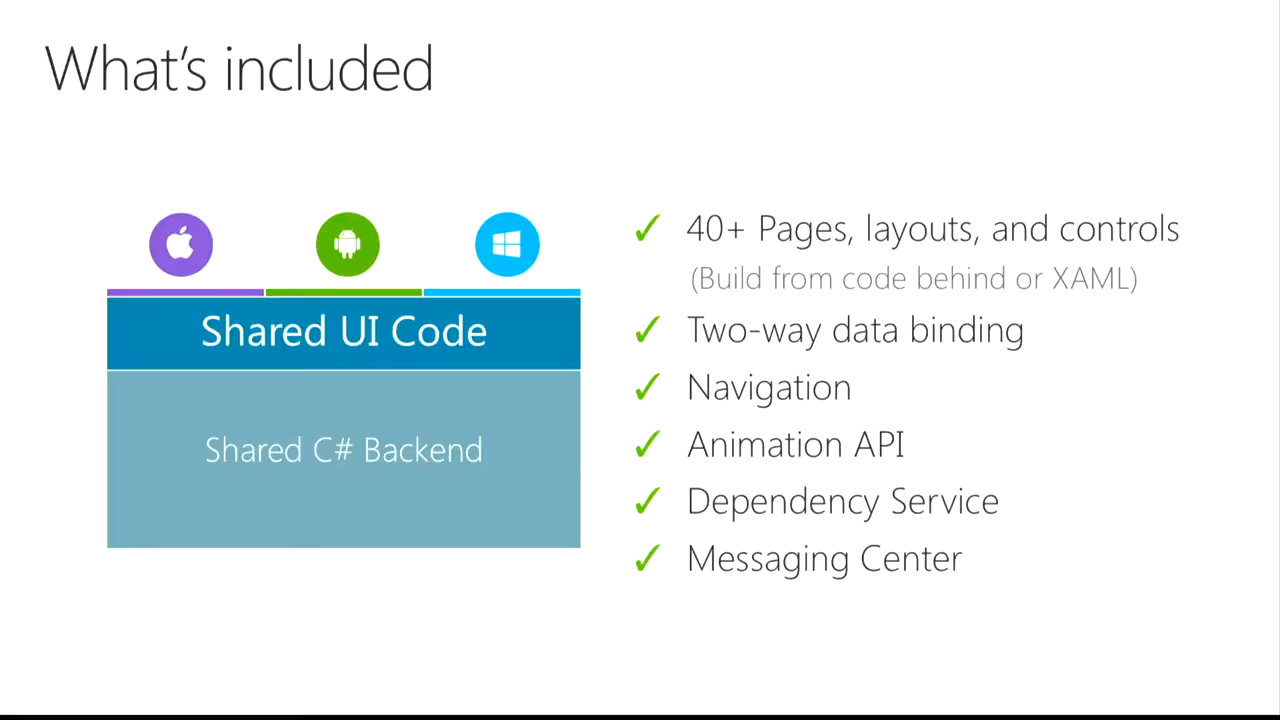 What's included
Shared UI Code
Shared C# Backend
✓ 40+ Pages, layouts, and controls
(Build from code behind or XAML)
✓ Two-way data binding
✓ Navigation
✓ Animation API
✓ Dependency Service
✓ Messaging Center